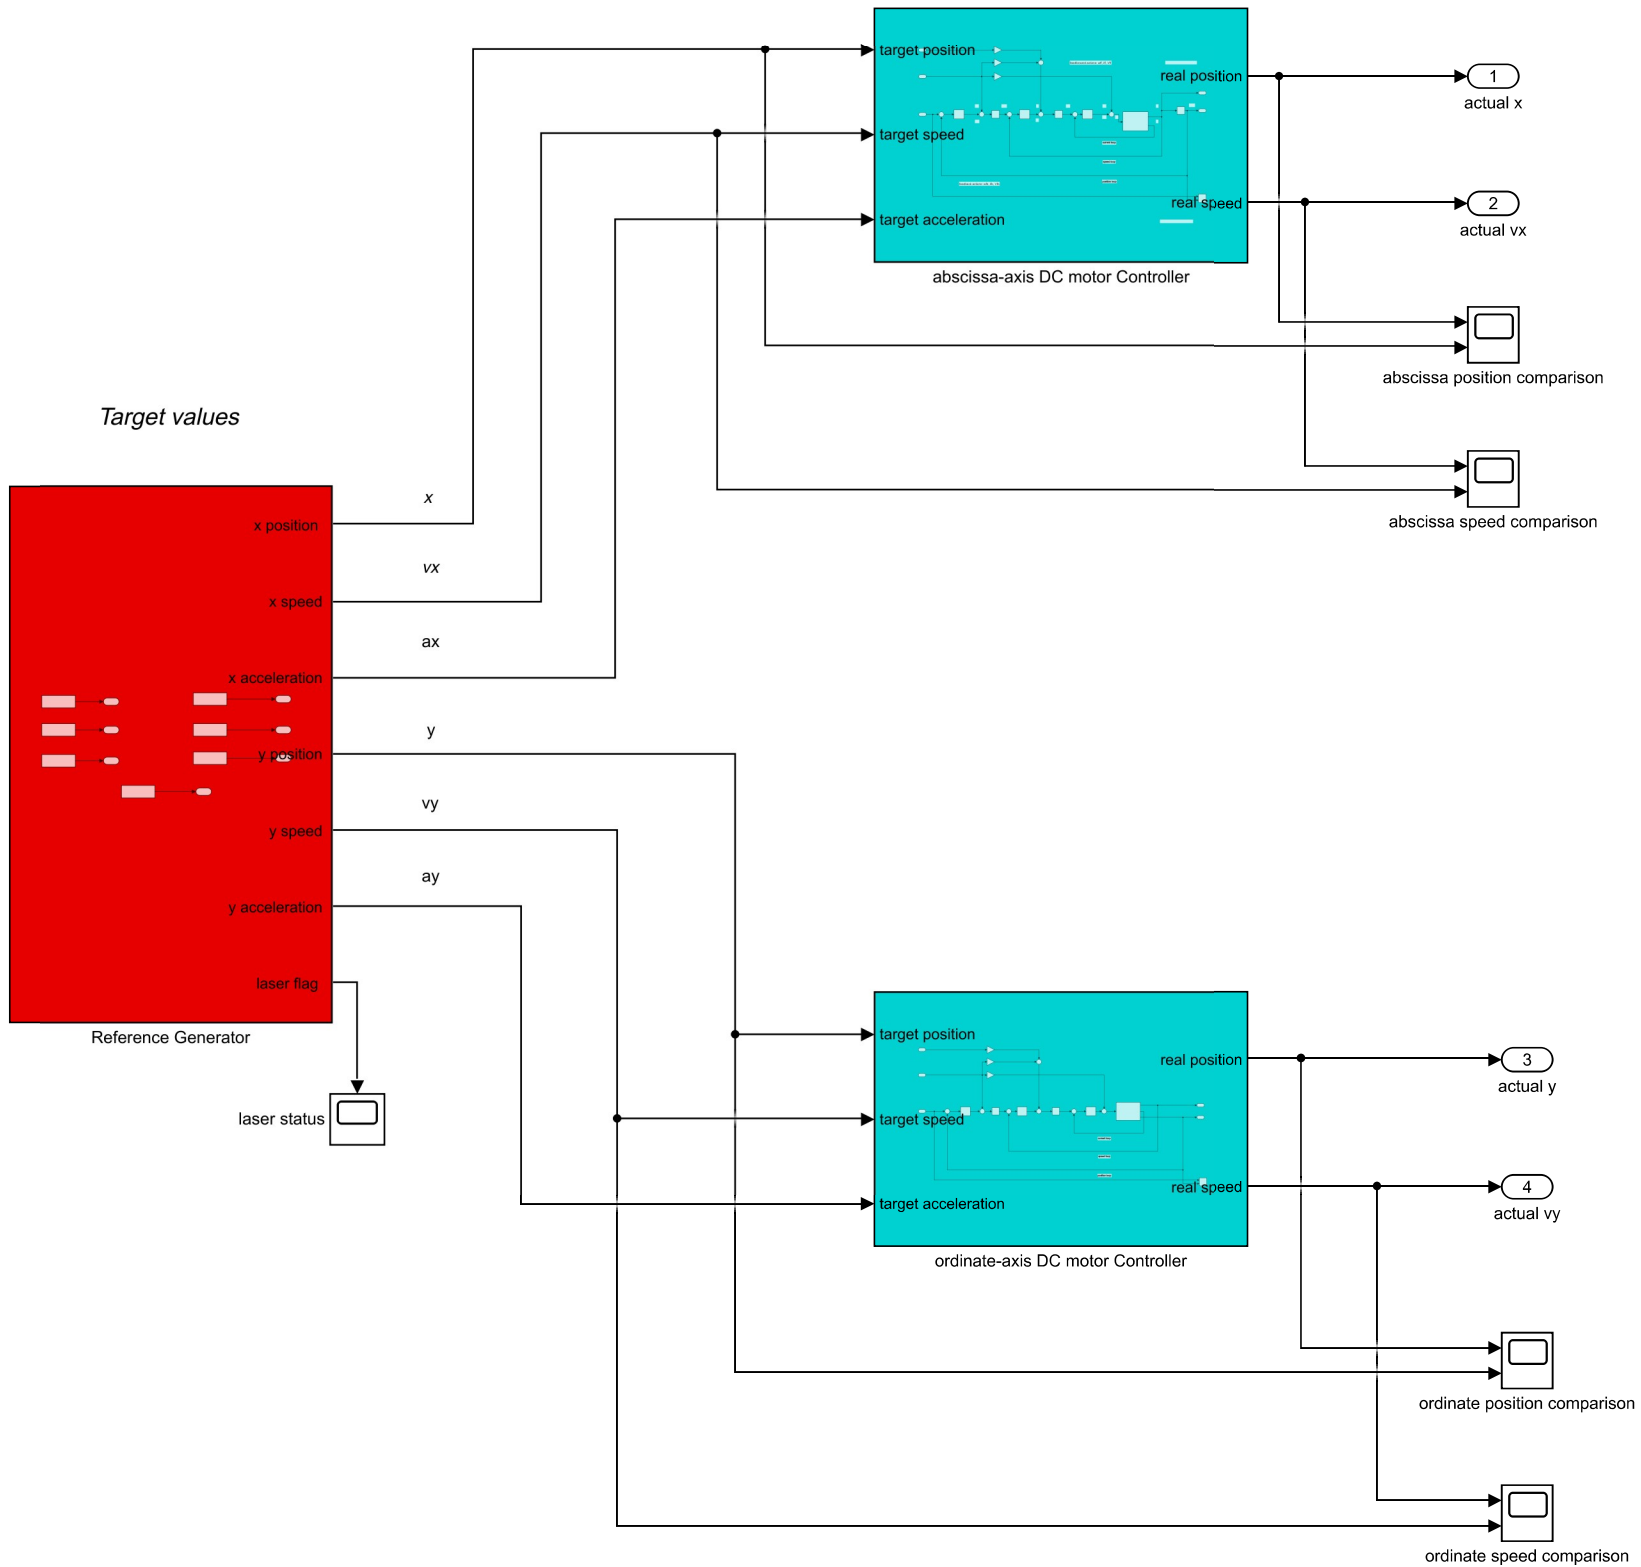 target position
real position
1
actual x
target speed
real speed
2
actual vx
target acceleration
abscissa-axis DC motor Controller
abscissa position comparison
abscissa speed comparison
Target values
x
x position
vx
x speed
ax
x acceleration
y
y position
vy
y speed
ay
y acceleration
laser flag
Reference Generator
laser status
target position
real position
3
actual y
target speed
real speed
4
actual vy
target acceleration
ordinate-axis DC motor Controller
ordinate position comparison
ordinate speed comparison